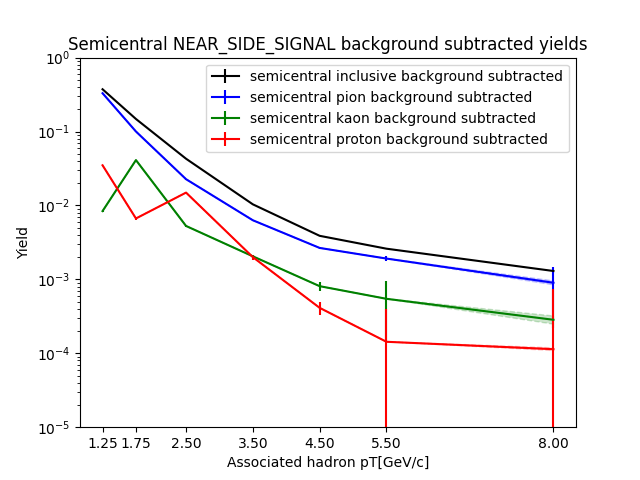 Semicentral NEAR_SIDE_SIGNAL background subtracted yields
semicentral inclusive background subtracted
semicentral pion background subtracted
semicentral kaon background subtracted
semicentral proton background subtracted
10^0
10^-1
10^-2
10^-3
10^-4
10^-5
Yield
1.25 1.75 2.50 3.50 4.50 5.50 8.00
Associated hadron pT[GeV/c]